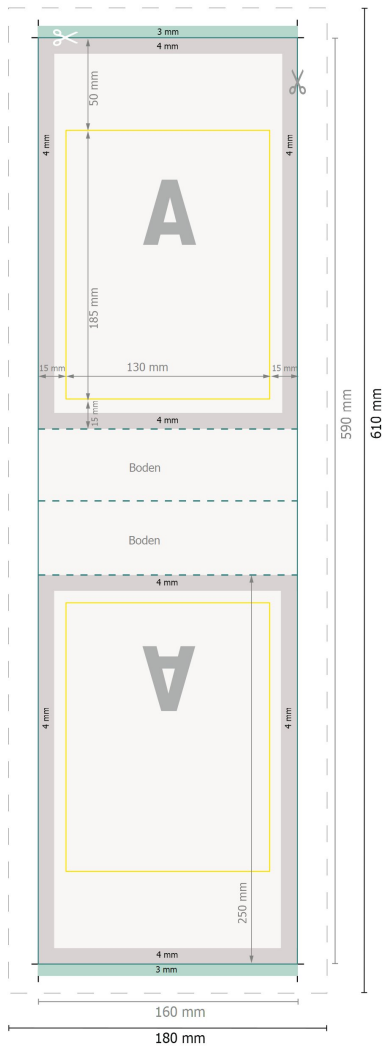 3 mm
4 mm
50 mm
4 mm
4 mm
A
185 mm
15 mm
130 mm
15 mm
15 mm
4 mm
590 mm
610 mm
Boden
Boden
4 mm
A
4 mm
4 mm
250 mm
4 mm
3 mm
160 mm
180 mm